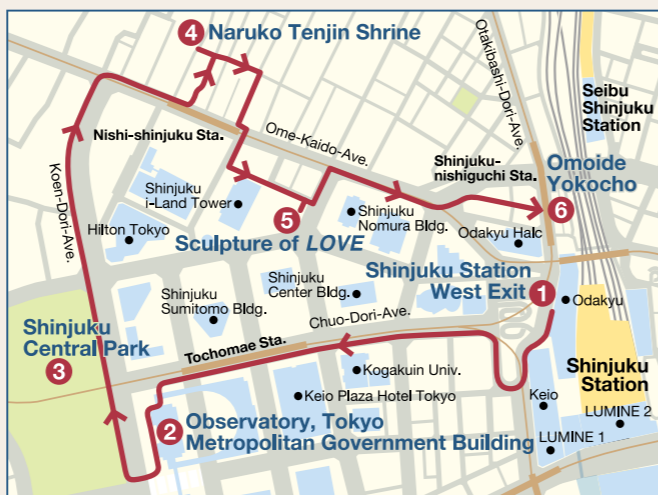 4 Naruko Tenjin Shrine
Otakibashi-Dori-Ave.
Seibu
Shinjuku
Station
Nishi-shinjuku Sta.
Ome-Kaido-Ave.
Shinjuku-
nishiguchi Sta.
Omoide
Yokocho
6
Koen-Dori-Ave.
Shinjuku
i-Land Tower
Hilton Tokyo
5
Sculpture of LOVE
Shinjuku
Nomura Bldg.
Odakyu Halc
Shinjuku Station
West Exit 1
Odakyu
Shinjuku
Center Bldg.
Shinjuku
Sumitomo Bldg.
Chuo-Dori-Ave.
Shinjuku
Central Park
3
Tochomae Sta.
Kogakuin Univ.
Keio Plaza Hotel Tokyo
Shinjuku
Station
Keio
LUMINE 2
LUMINE 1
2 Observatory, Tokyo
Metropolitan Government Building